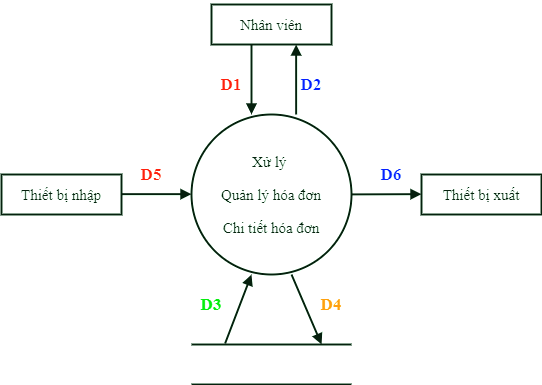 Nhân viên
D1
D2
Xử lý
Thiết bị nhập
D5
Quản lý hóa đơn
D6
Thiết bị xuất
Chi tiết hóa đơn
D3
D4